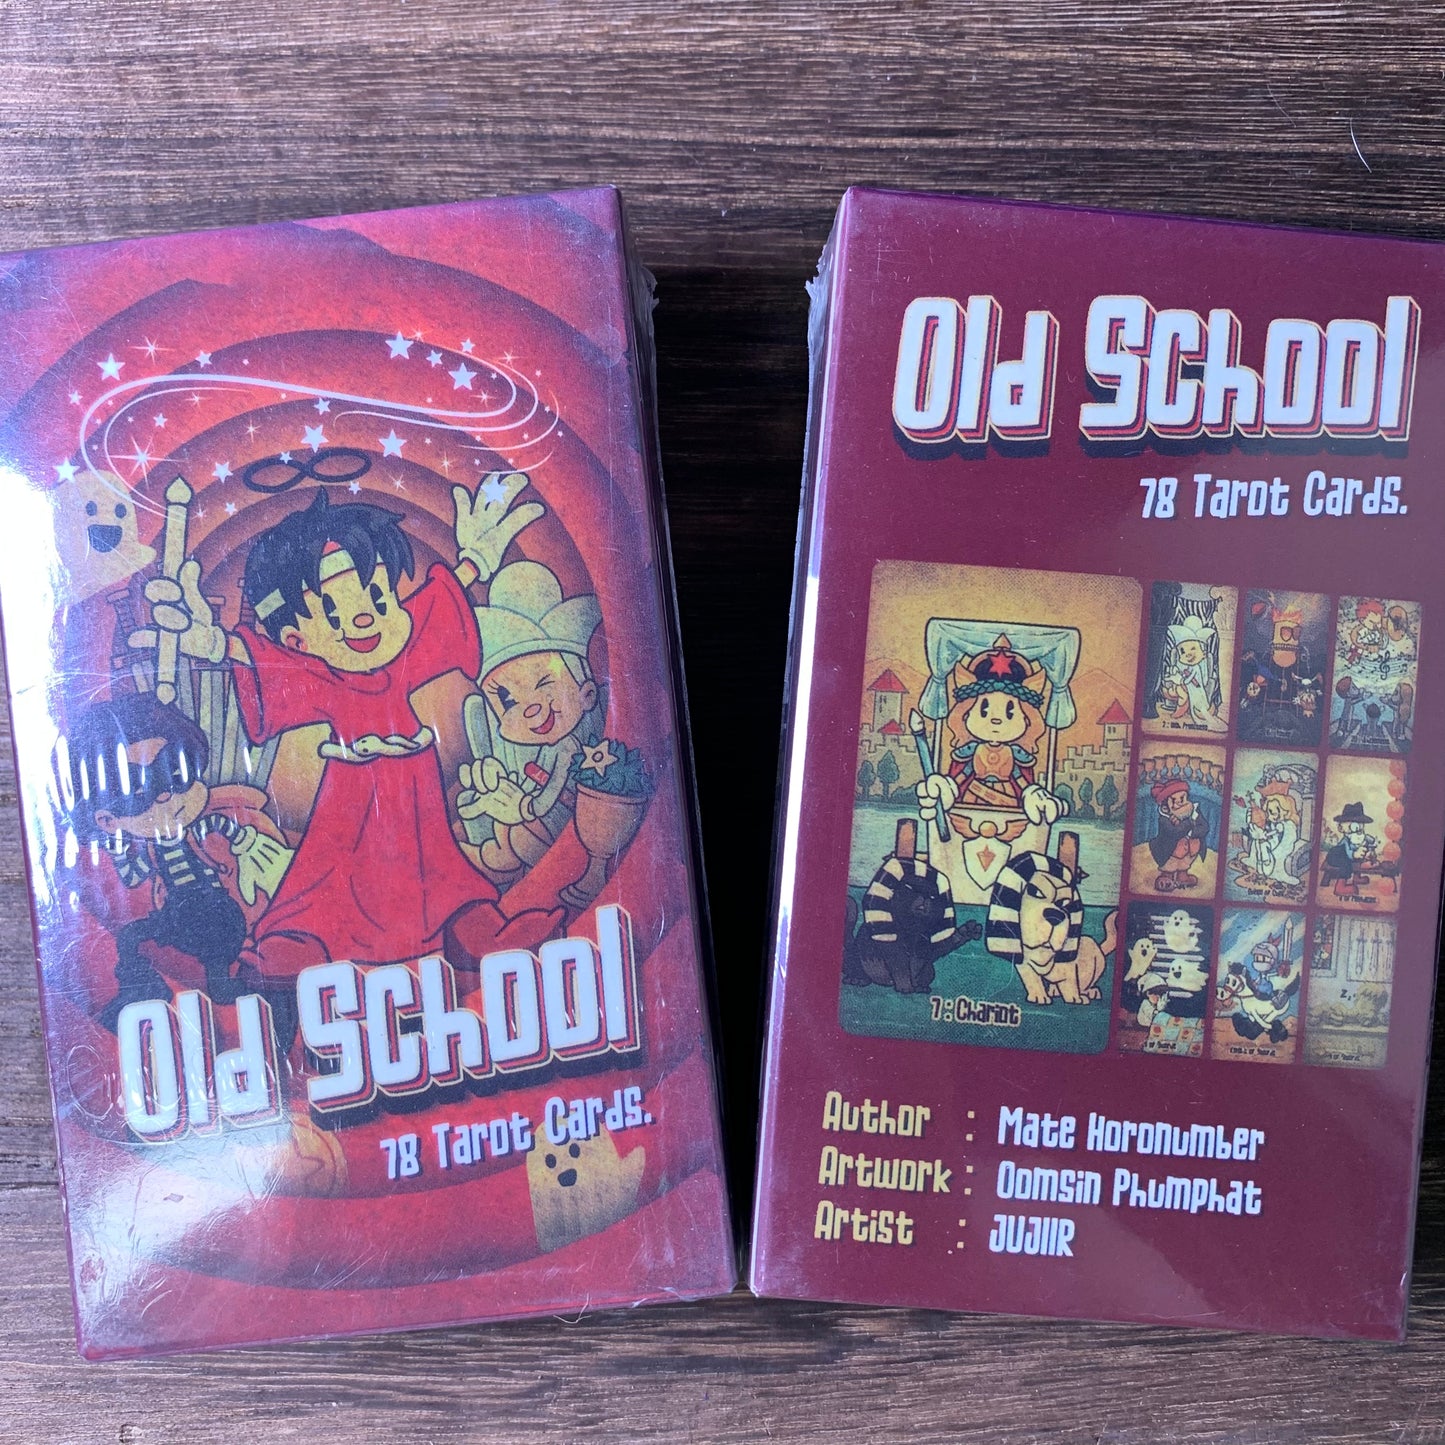 Old School
78 Tarot Cards.
Old School
78 Tarot Cards.
7 : Chariot
Author : Mate Horonumber
Artwork : Oomsin Phumphat
Artist : JUJIIR